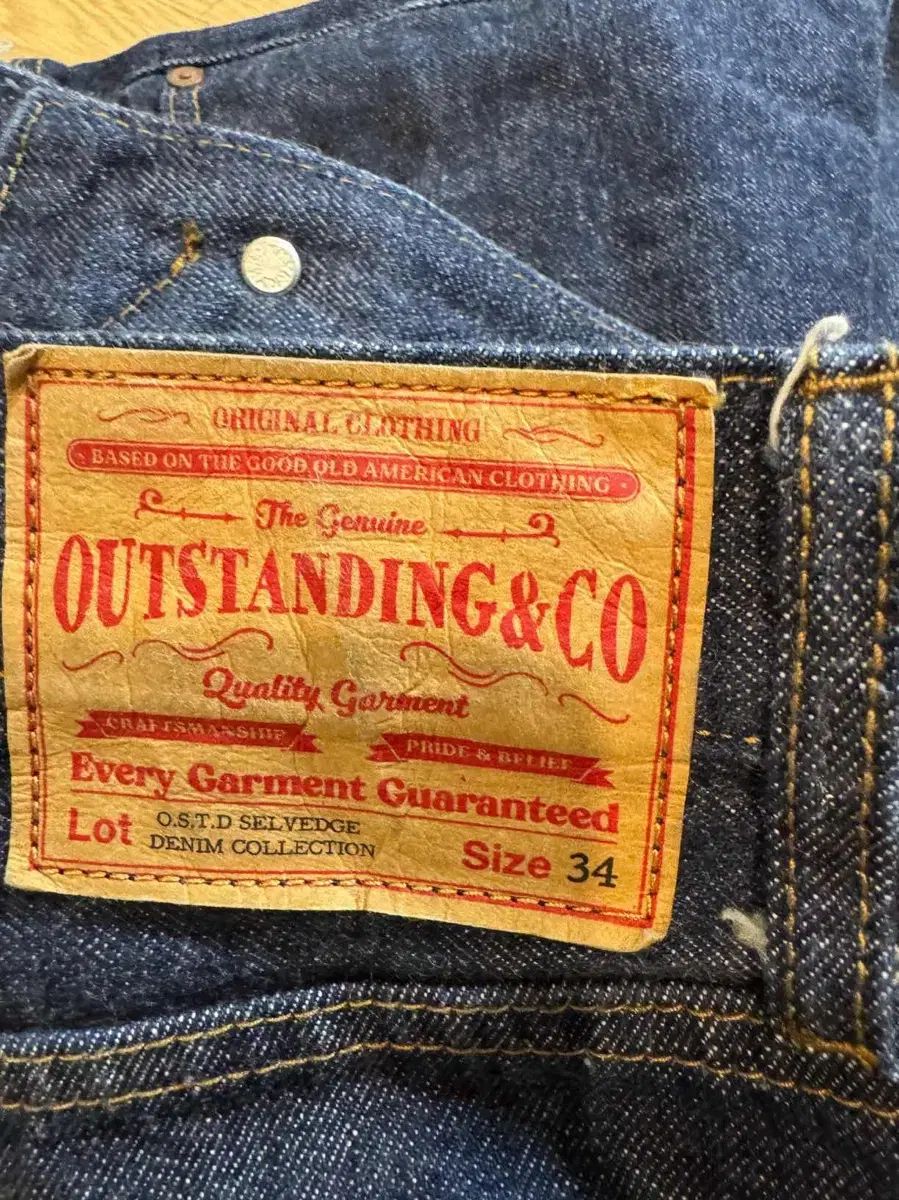 ORIGINAL CLOTHING
BASED ON THE GOOD OLD AMERICAN CLOTHING
The Genuine
OUTSTANDING&CO
Quality Garment
CRAFTSMANSHIP
PRIDE & BELIEF
Every Garment Guaranteed
Lot O.S.T.D SELVEDGE
DENIM COLLECTION
Size 34